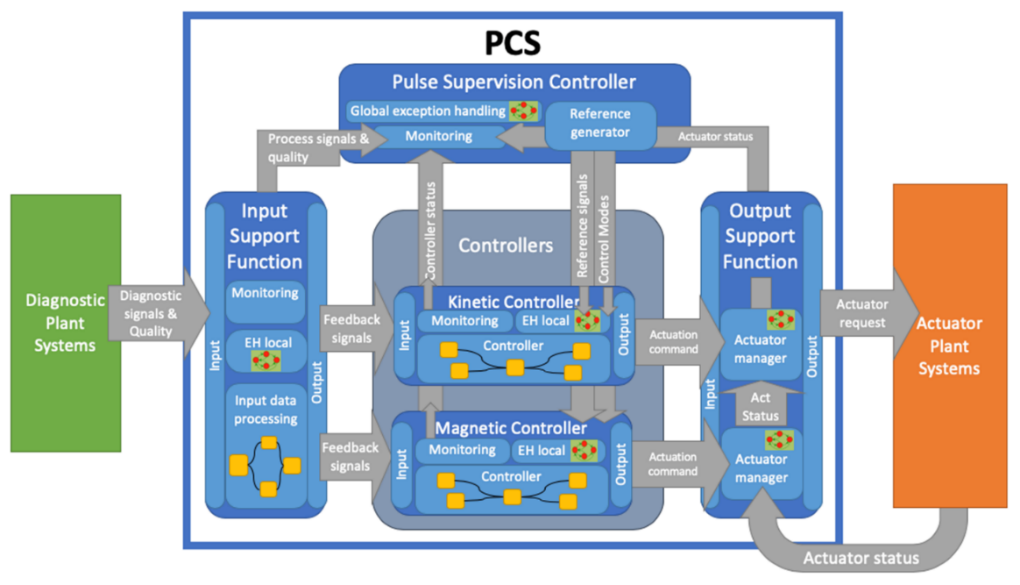 PCS
Pulse Supervision Controller
Global exception handling
Monitoring
Reference
generator
Process signals &
quality
Actuator status
Controller status
Reference signals
Control Modes
Diagnostic
Plant
Systems
Diagnostic
signals &
Quality
Input
Support
Function
Input
Monitoring
EH local
Input data
processing
Output
Feedback
signals
Feedback
signals
Controllers
Kinetic Controller
Input
Monitoring
EH local
Controller
Output
Magnetic Controller
Input
Monitoring
EH local
Controller
Output
Actuation
command
Actuation
command
Output
Support
Function
Input
Actuator
manager
Act
Status
Actuator
manager
Output
Actuator
request
Actuator
Plant
Systems
Actuator status